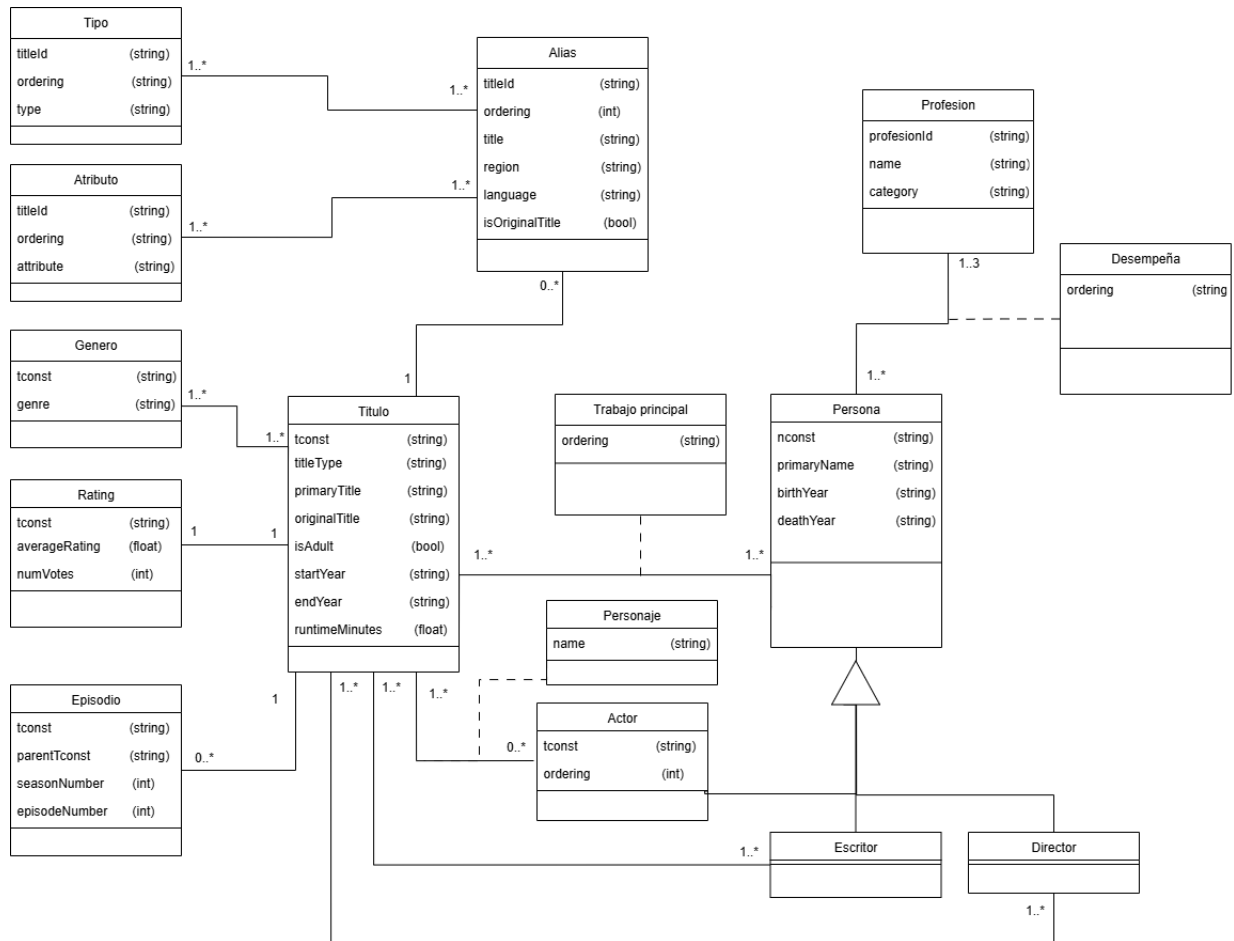 Tipo
titleId (string)
ordering (string)
type (string)
1..*
1..*
Alias
titleId (string)
ordering (int)
title (string)
region (string)
language (string)
isOriginalTitle (bool)
Atributo
titleId (string)
ordering (string)
attribute (string)
1..*
1..*
0..*
1
Profesion
profesionId (string)
name (string)
category (string)
1..3
1..*
Desempeña
ordering (string
Genero
tconst (string)
genre (string)
1..*
1..*
Titulo
tconst (string)
titleType (string)
primaryTitle (string)
originalTitle (string)
isAdult (bool)
startYear (string)
endYear (string)
runtimeMinutes (float)
Trabajo principal
ordering (string)
1..*
1..*
Persona
nconst (string)
primaryName (string)
birthYear (string)
deathYear (string)
Rating
tconst (string)
averageRating (float)
numVotes (int)
1
1
Personaje
name (string)
Episodio
tconst (string)
parentTconst (string)
seasonNumber (int)
episodeNumber (int)
1
0..*
1..*
1..*
1..*
Actor
tconst (string)
ordering (int)
0..*
Escritor
1..*
Director
1..*